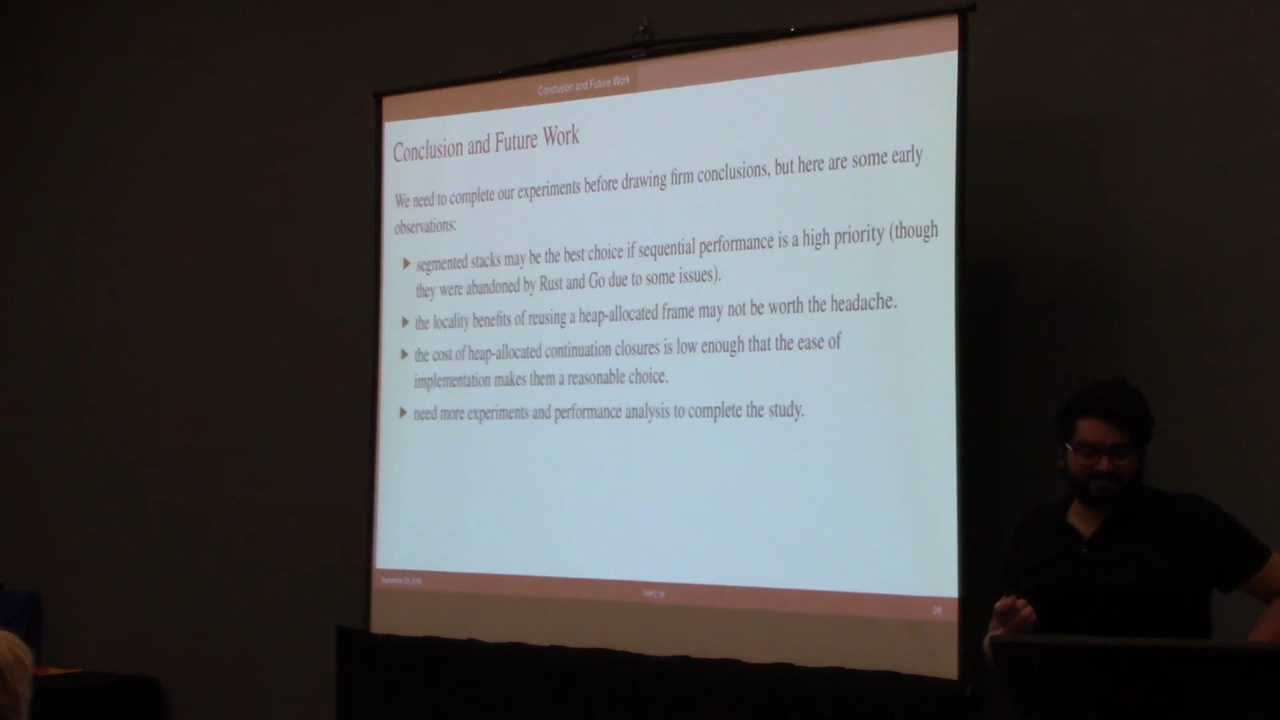 Conclusion and Future Work
Conclusion and Future Work
We need to complete our experiments before drawing firm conclusions, but here are some early
observations:
segmented stacks may be the best choice if sequential performance is a high priority (though
they were abandoned by Rust and Go due to some issues).
the locality benefits of reusing a heap-allocated frame may not be worth the headache.
the cost of heap-allocated continuation closures is low enough that the ease of
implementation makes them a reasonable choice.
need more experiments and performance analysis to complete the study.
September
29